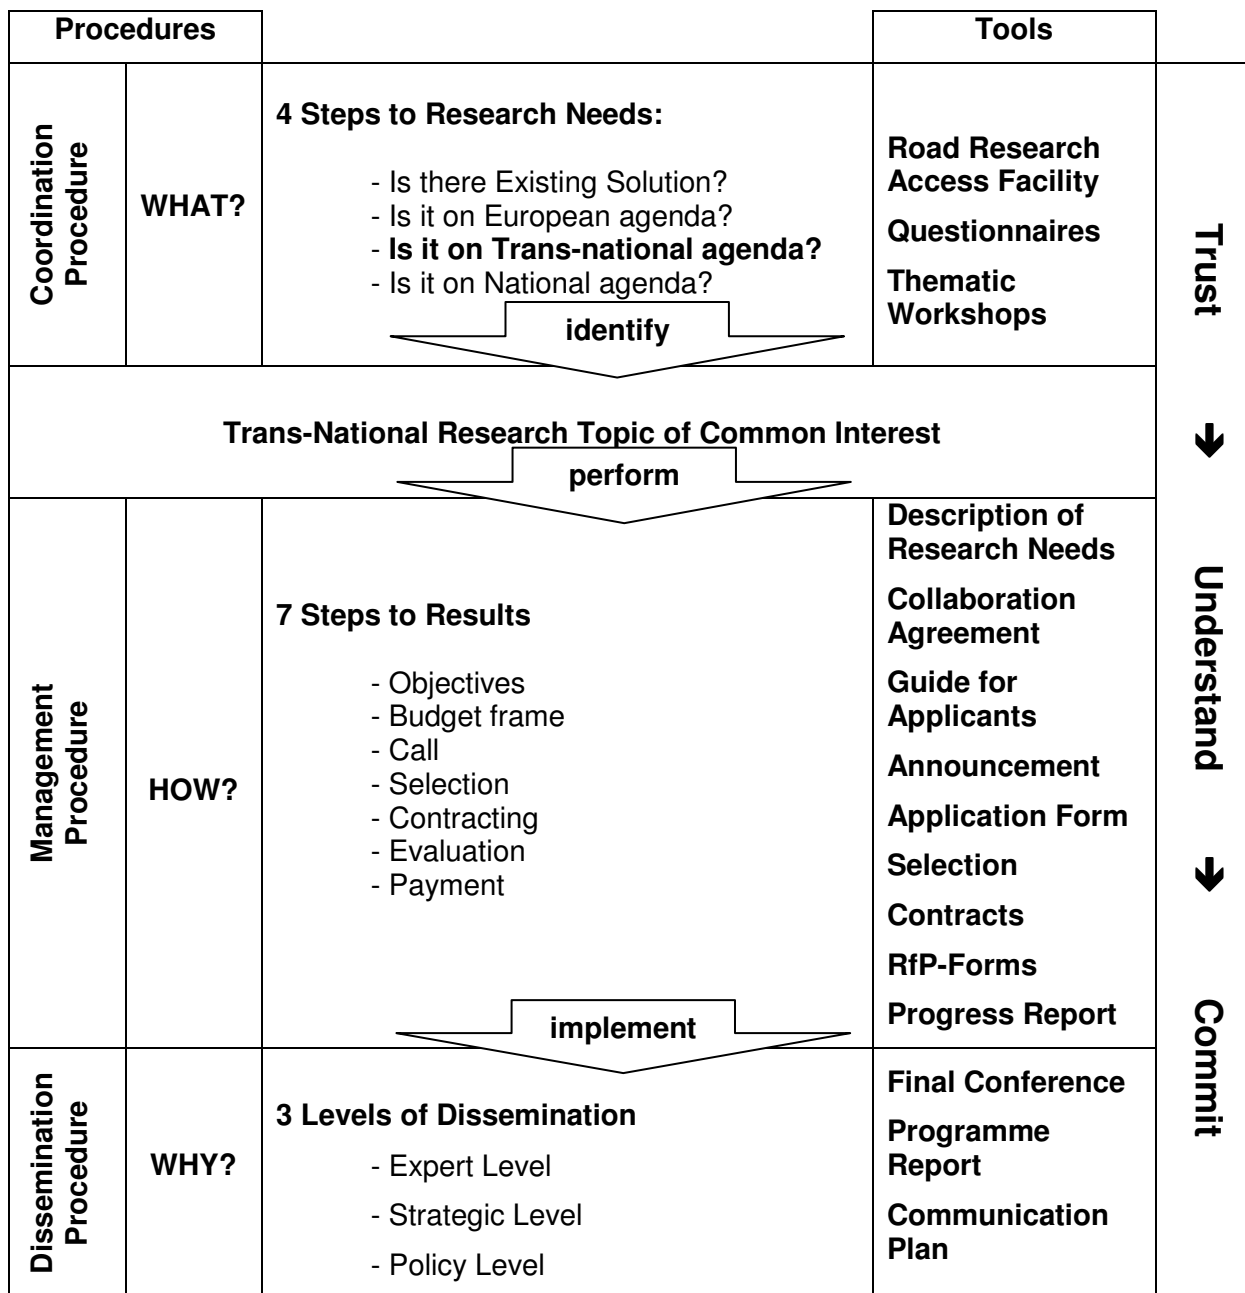 Procedures
Tools
Coordination
Procedure
WHAT?
4 Steps to Research Needs:
- Is there Existing Solution?
- Is it on European agenda?
- Is it on Trans-national agenda?
- Is it on National agenda?
identify
Road Research
Access Facility
Questionnaires
Thematic
Workshops
Trust
Trans-National Research Topic of Common Interest
perform
Management
Procedure
HOW?
7 Steps to Results
- Objectives
- Budget frame
- Call
- Selection
- Contracting
- Evaluation
- Payment
implement
Description of
Research Needs
Collaboration
Agreement
Guide for
Applicants
Announcement
Application Form
Selection
Contracts
RfP-Forms
Progress Report
Understand
Dissemination
Procedure
WHY?
3 Levels of Dissemination
- Expert Level
- Strategic Level
- Policy Level
Final Conference
Programme
Report
Communication
Plan
Commit